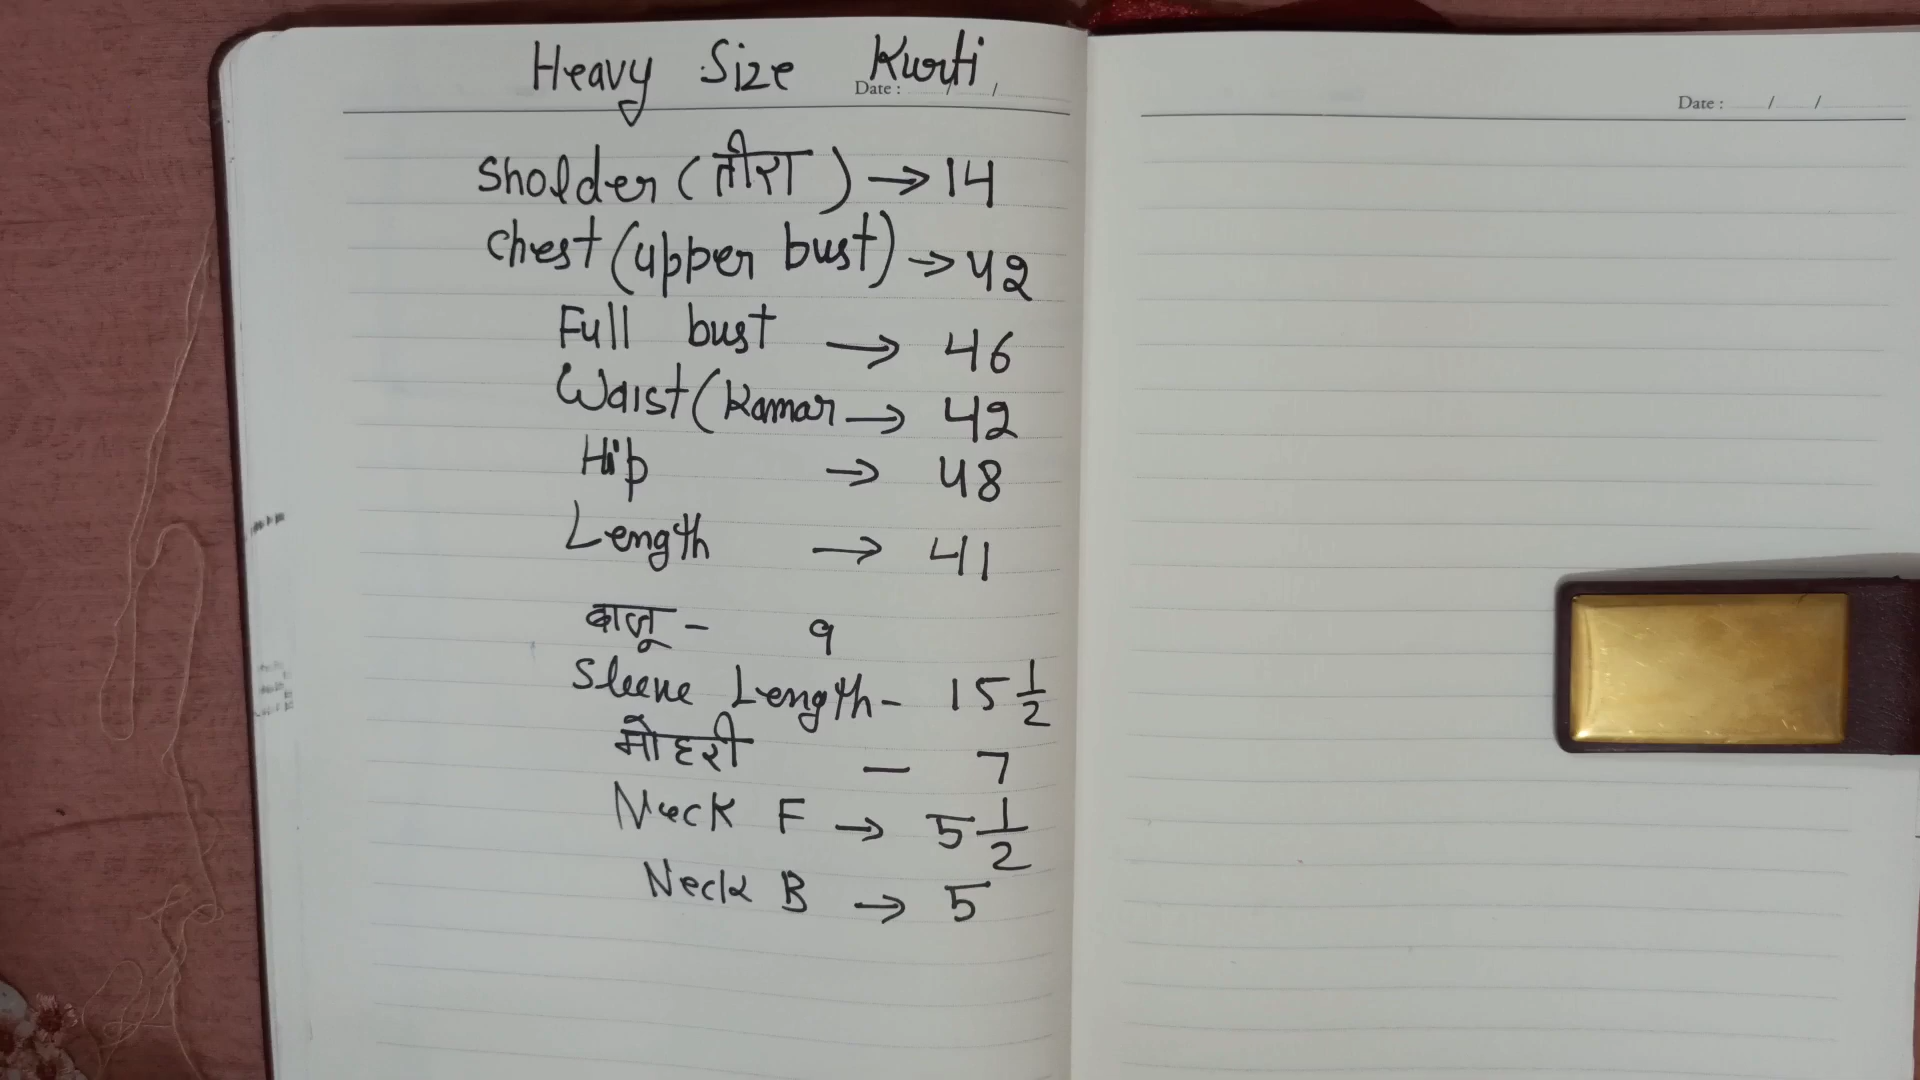 Heavy Size Kurti
Date : / /
Sholder (तीरा) → 14
Chest (upper bust) → 42
Full bust → 46
Waist (Kamar → 42
Hip → 48
Length → 41
बाजू - 9
Sleeve Length - 15 1/2
मोहरी - 7
Neck F → 5 1/2
Neck B → 5
Date : / /